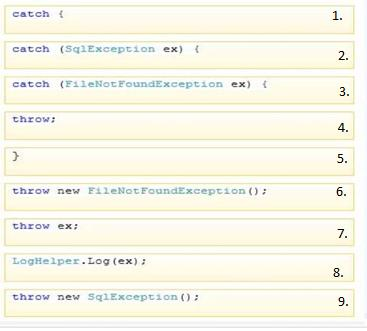 catch { 1.
catch (SqlException ex) { 2.
catch (FileNotFoundException ex) { 3.
throw; 4.
} 5.
throw new FileNotFoundException(); 6.
throw ex; 7.
LogHelper.Log(ex); 8.
throw new SqlException(); 9.